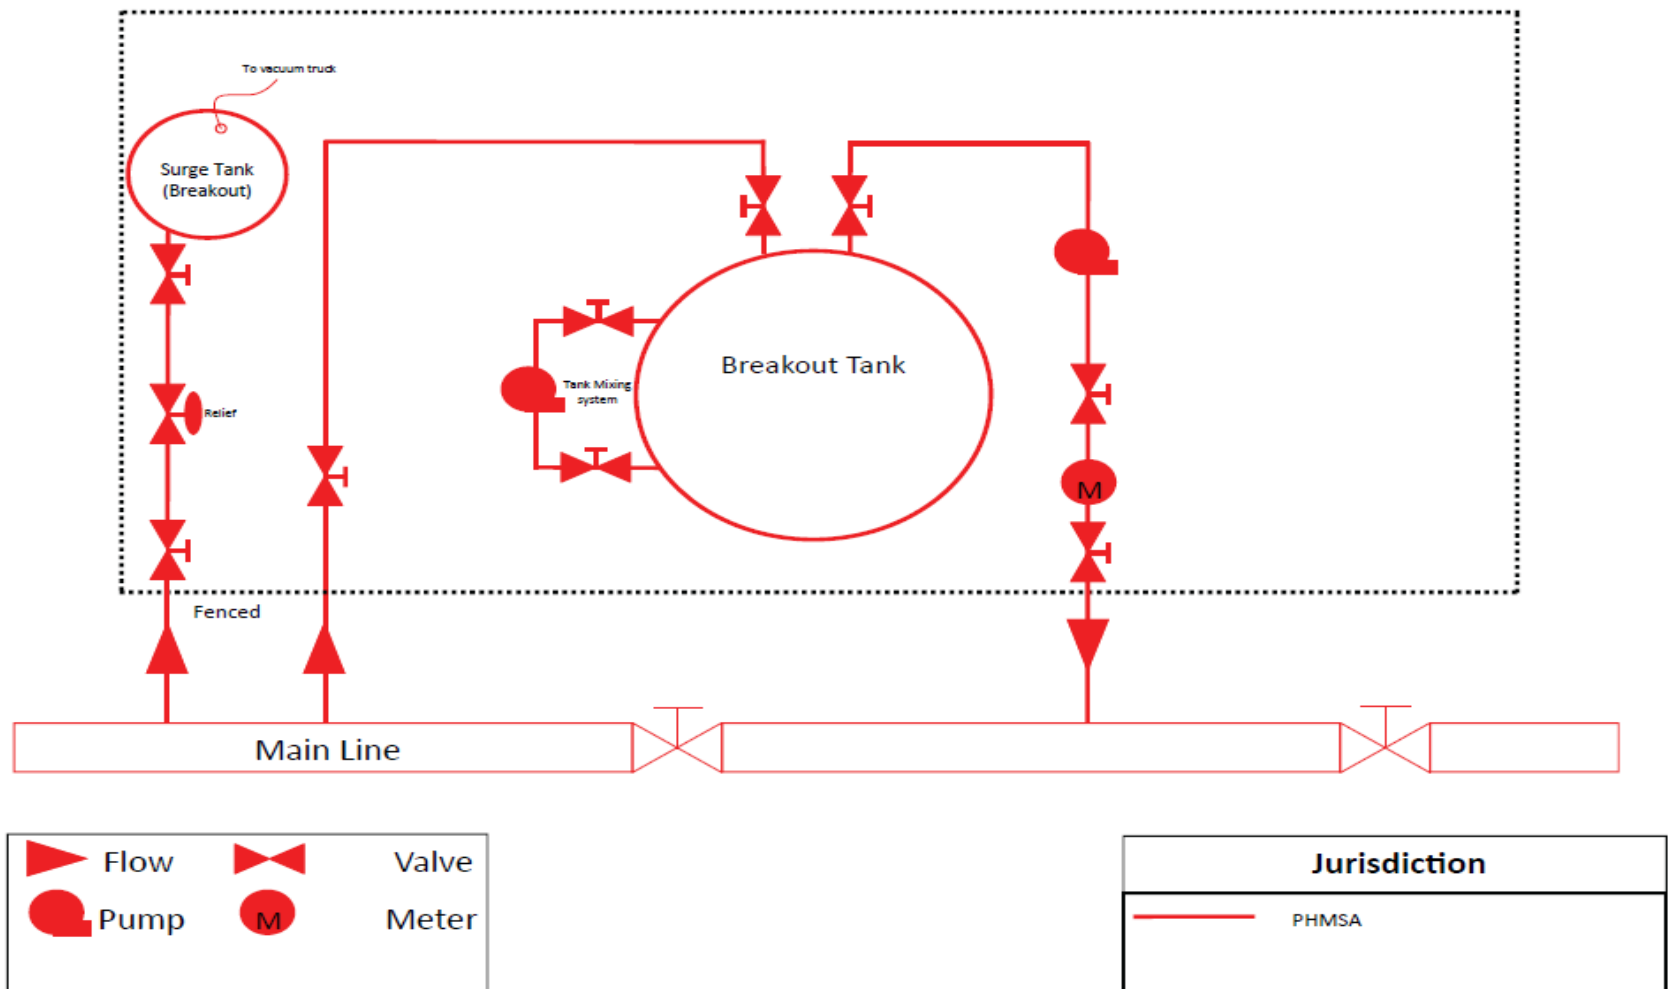 To vacuum truck
Surge Tank
(Breakout)
Relief
Tank Mixing
system
Breakout Tank
M
Fenced
Main Line
Flow
Valve
Pump
M
Meter
Jurisdiction
PHMSA